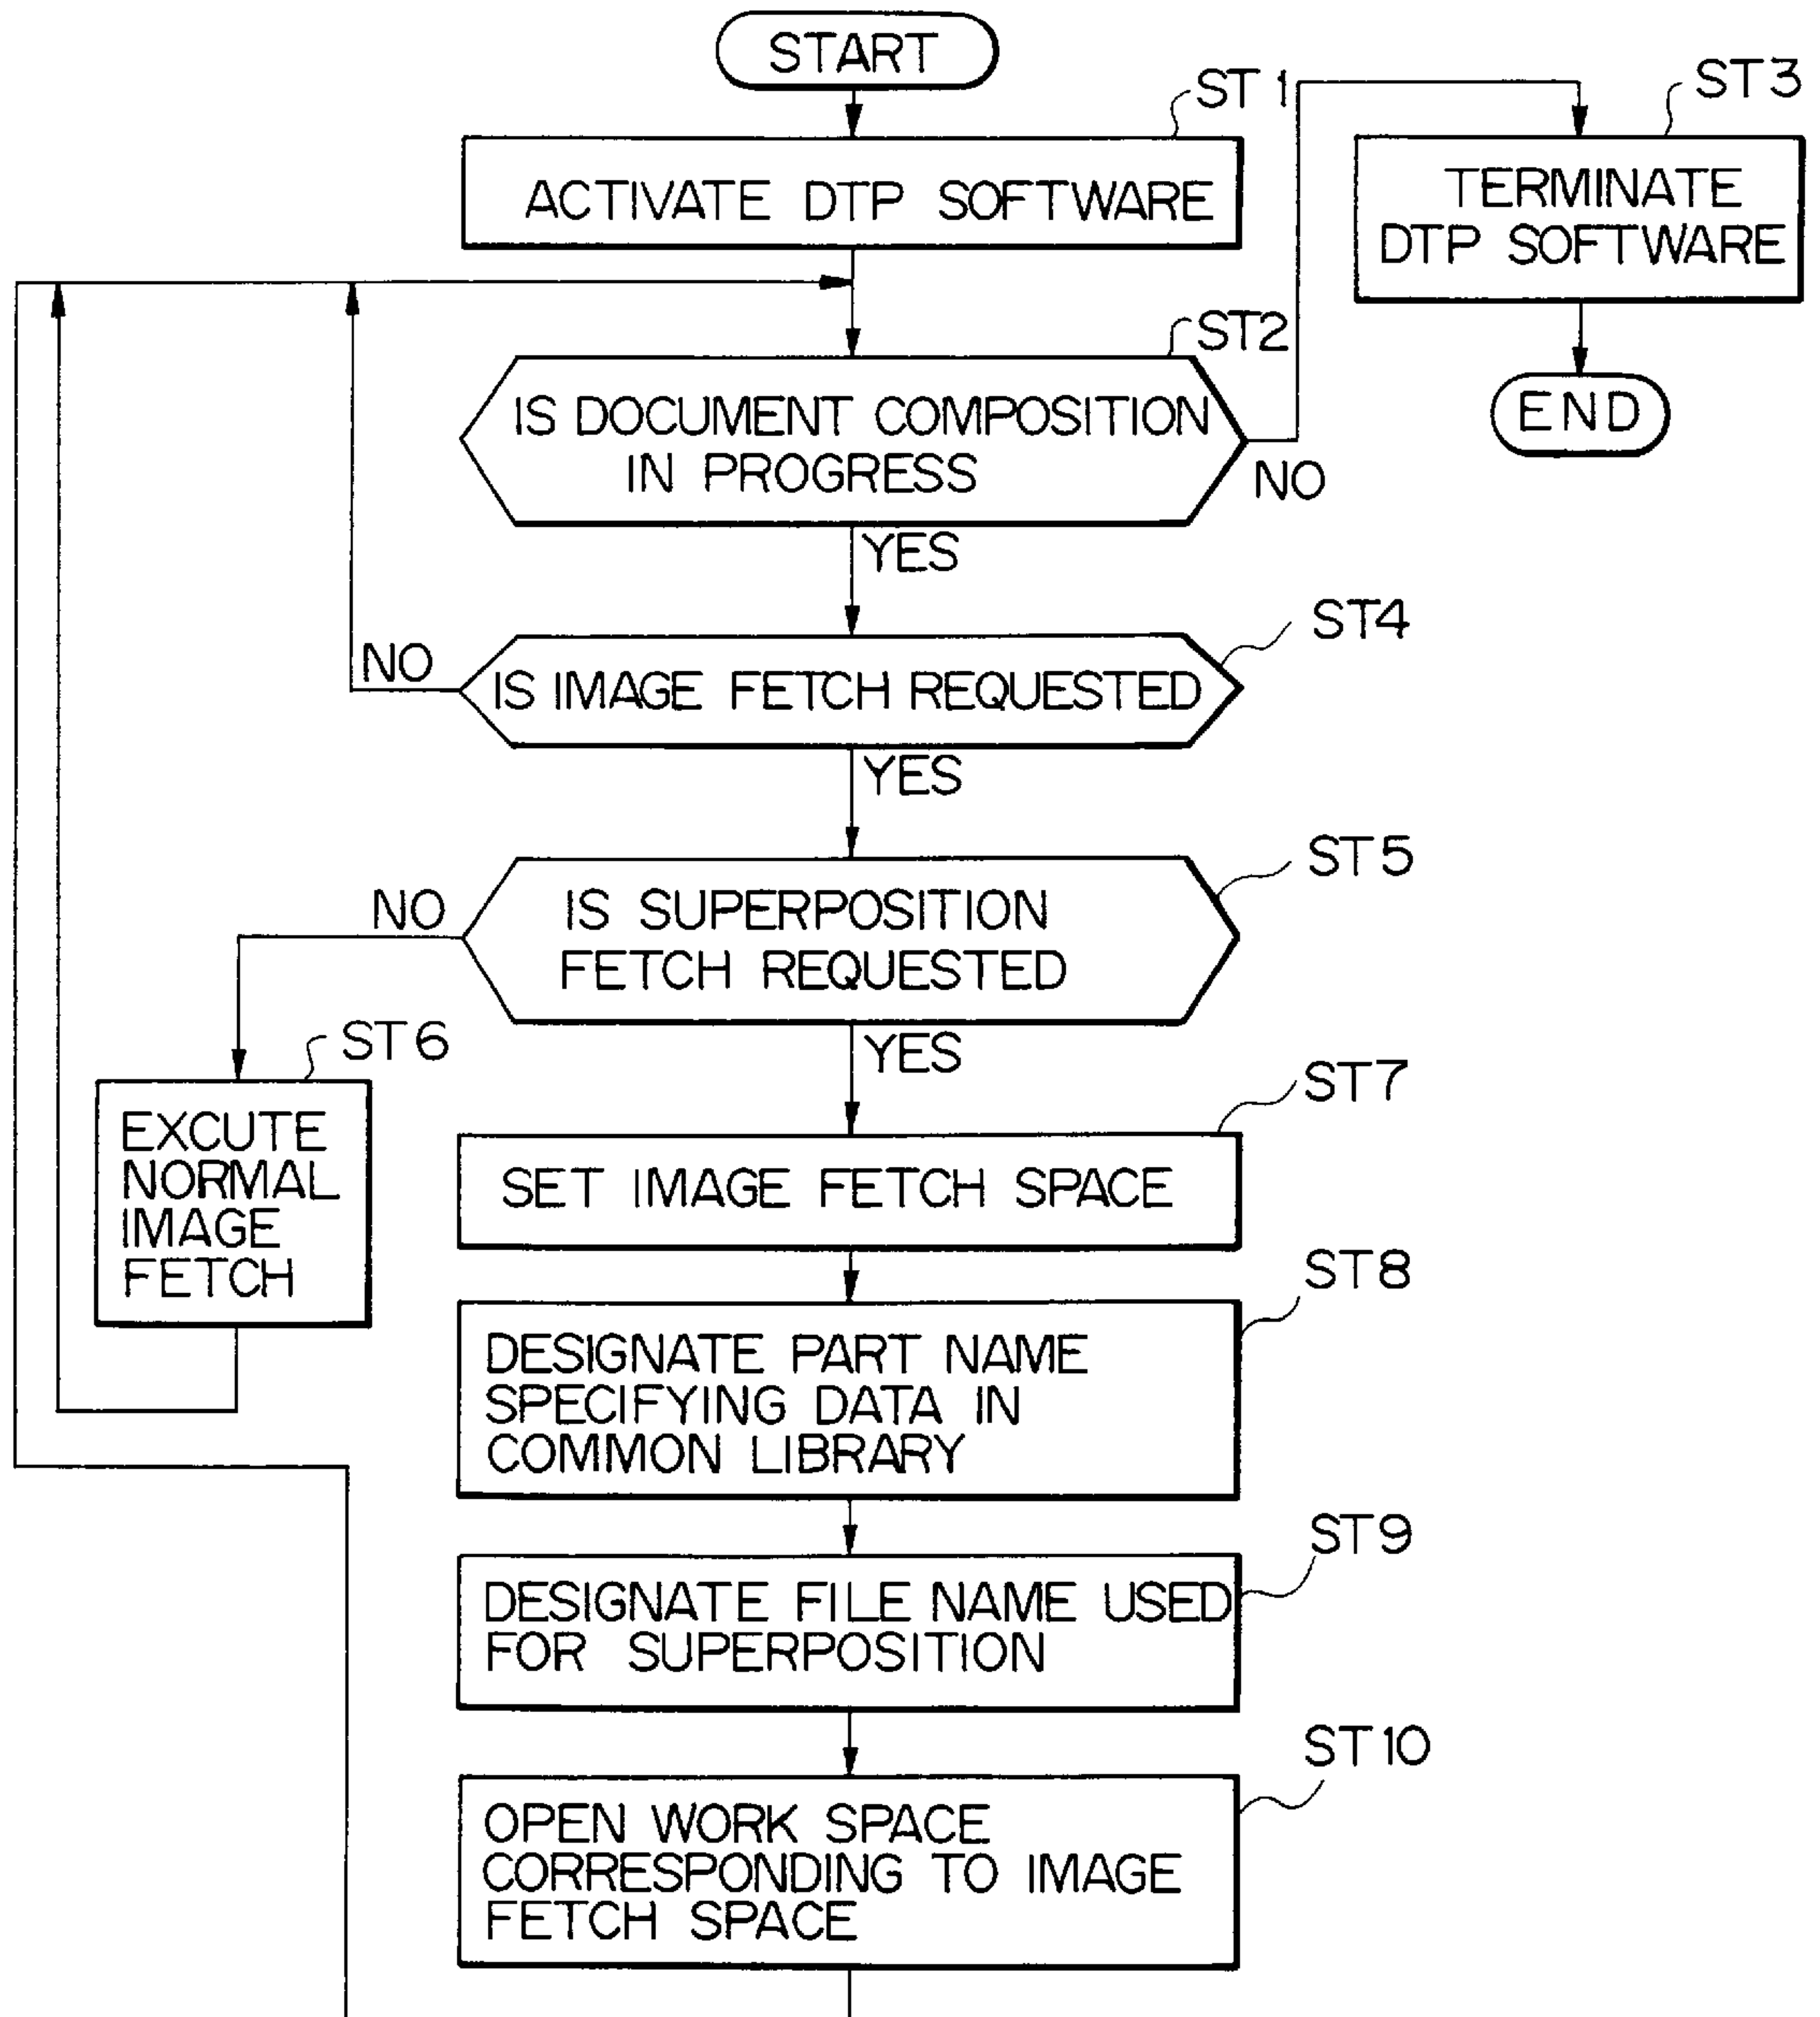 START
ST1
ACTIVATE DTP SOFTWARE
ST3
TERMINATE
DTP SOFTWARE
END
ST2
IS DOCUMENT COMPOSITION
IN PROGRESS
NO
YES
ST4
NO
IS IMAGE FETCH REQUESTED
YES
ST5
NO
IS SUPERPOSITION
FETCH REQUESTED
YES
ST6
EXCUTE
NORMAL
IMAGE
FETCH
ST7
SET IMAGE FETCH SPACE
ST8
DESIGNATE PART NAME
SPECIFYING DATA IN
COMMON LIBRARY
ST9
DESIGNATE FILE NAME USED
FOR SUPERPOSITION
ST10
OPEN WORK SPACE
CORRESPONDING TO IMAGE
FETCH SPACE